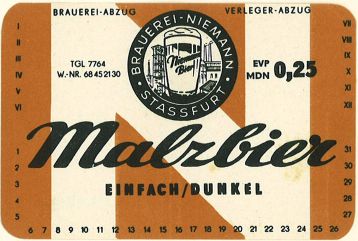 BRAUEREI-ABZUG
VERLEGER-ABZUG
BRAUEREI-NIEMANN
STASSFURT
Niemann
Bier
TGL 7764
W.-NR. 68452130
EVP
MDN 0,25
I
II
III
IV
V
VI
VII
VIII
IX
X
XI
XII
Malzbier
EINFACH/DUNKEL
1
2
3
4
5
6 7 8 9 10 11 12 13 14 15 16 17 18 19 20 21 22 23 24 25 26
31
30
29
28
27